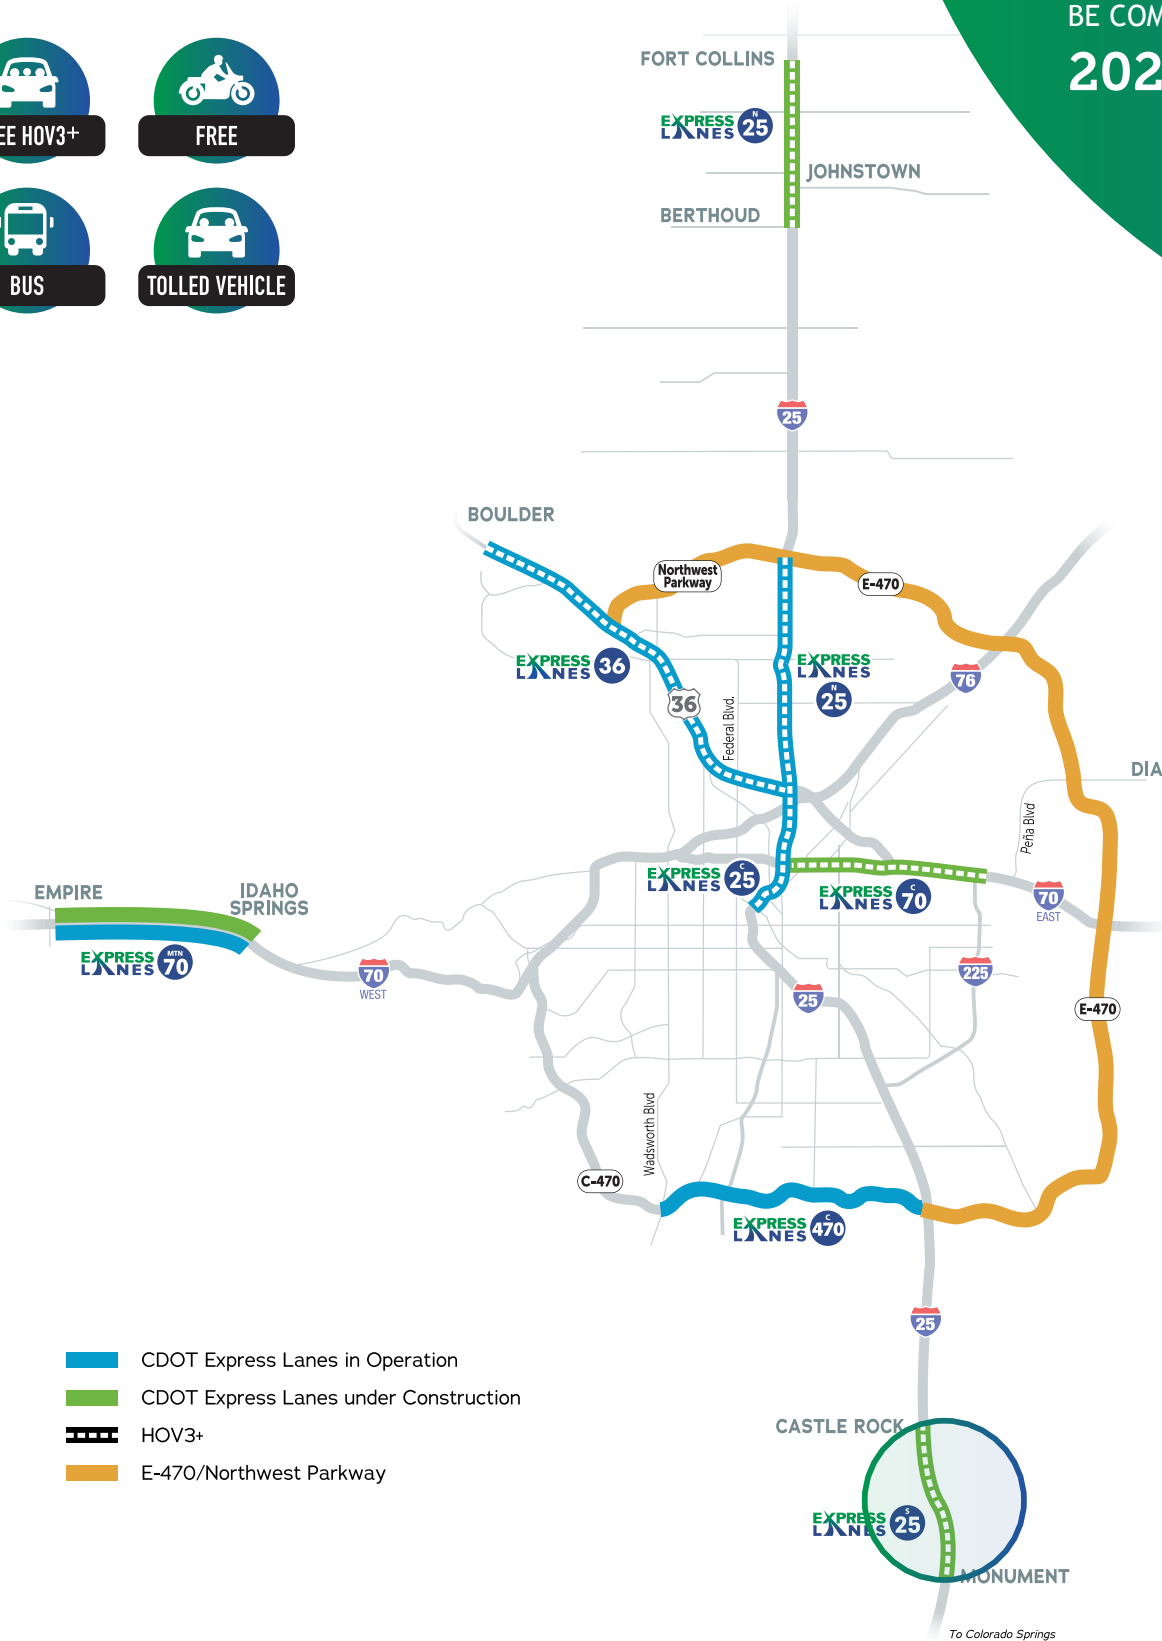 BE COM
202
EE HOV3+
FREE
BUS
TOLLED VEHICLE
FORT COLLINS
EXPRESS
LANES
N
25
JOHNSTOWN
BERTHOUD
25
BOULDER
Northwest
Parkway
E-470
EXPRESS
LANES
36
EXPRESS
LANES
N
25
76
36
Federal Blvd.
DIA
Peña Blvd
EXPRESS
LANES
C
25
EXPRESS
LANES
C
70
70
EAST
EMPIRE
IDAHO
SPRINGS
EXPRESS
LANES
MTN
70
70
WEST
225
25
E-470
Wadsworth Blvd
C-470
EXPRESS
LANES
C
470
25
CDOT Express Lanes in Operation
CDOT Express Lanes under Construction
HOV3+
E-470/Northwest Parkway
CASTLE ROCK
EXPRESS
LANES
S
25
MONUMENT
To Colorado Springs